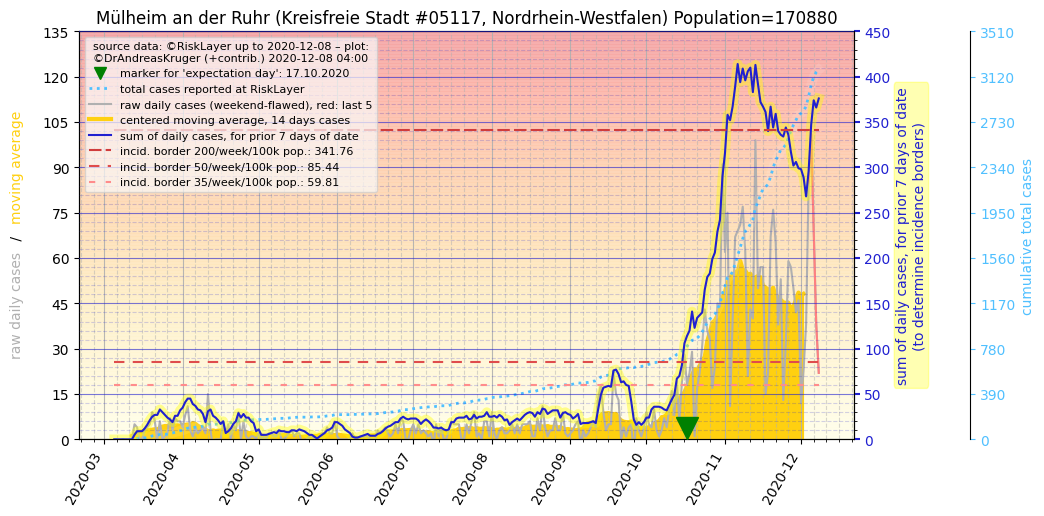 Mülheim an der Ruhr (Kreisfreie Stadt #05117, Nordrhein-Westfalen) Population=170880
source data: ©RiskLayer up to 2020-12-08 – plot:
©DrAndreasKruger (+contrib.) 2020-12-08 04:00
marker for 'expectation day': 17.10.2020
total cases reported at RiskLayer
raw daily cases (weekend-flawed), red: last 5
centered moving average, 14 days cases
sum of daily cases, for prior 7 days of date
incid. border 200/week/100k pop.: 341.76
incid. border 50/week/100k pop.: 85.44
incid. border 35/week/100k pop.: 59.81
raw daily cases / moving average
135
120
105
90
75
60
45
30
15
0
2020-03
2020-04
2020-05
2020-06
2020-07
2020-08
2020-09
2020-10
2020-11
2020-12
450
400
350
300
250
200
150
100
50
0
sum of daily cases, for prior 7 days of date
(to determine incidence borders)
3510
3120
2730
2340
1950
1560
1170
780
390
0
cumulative total cases